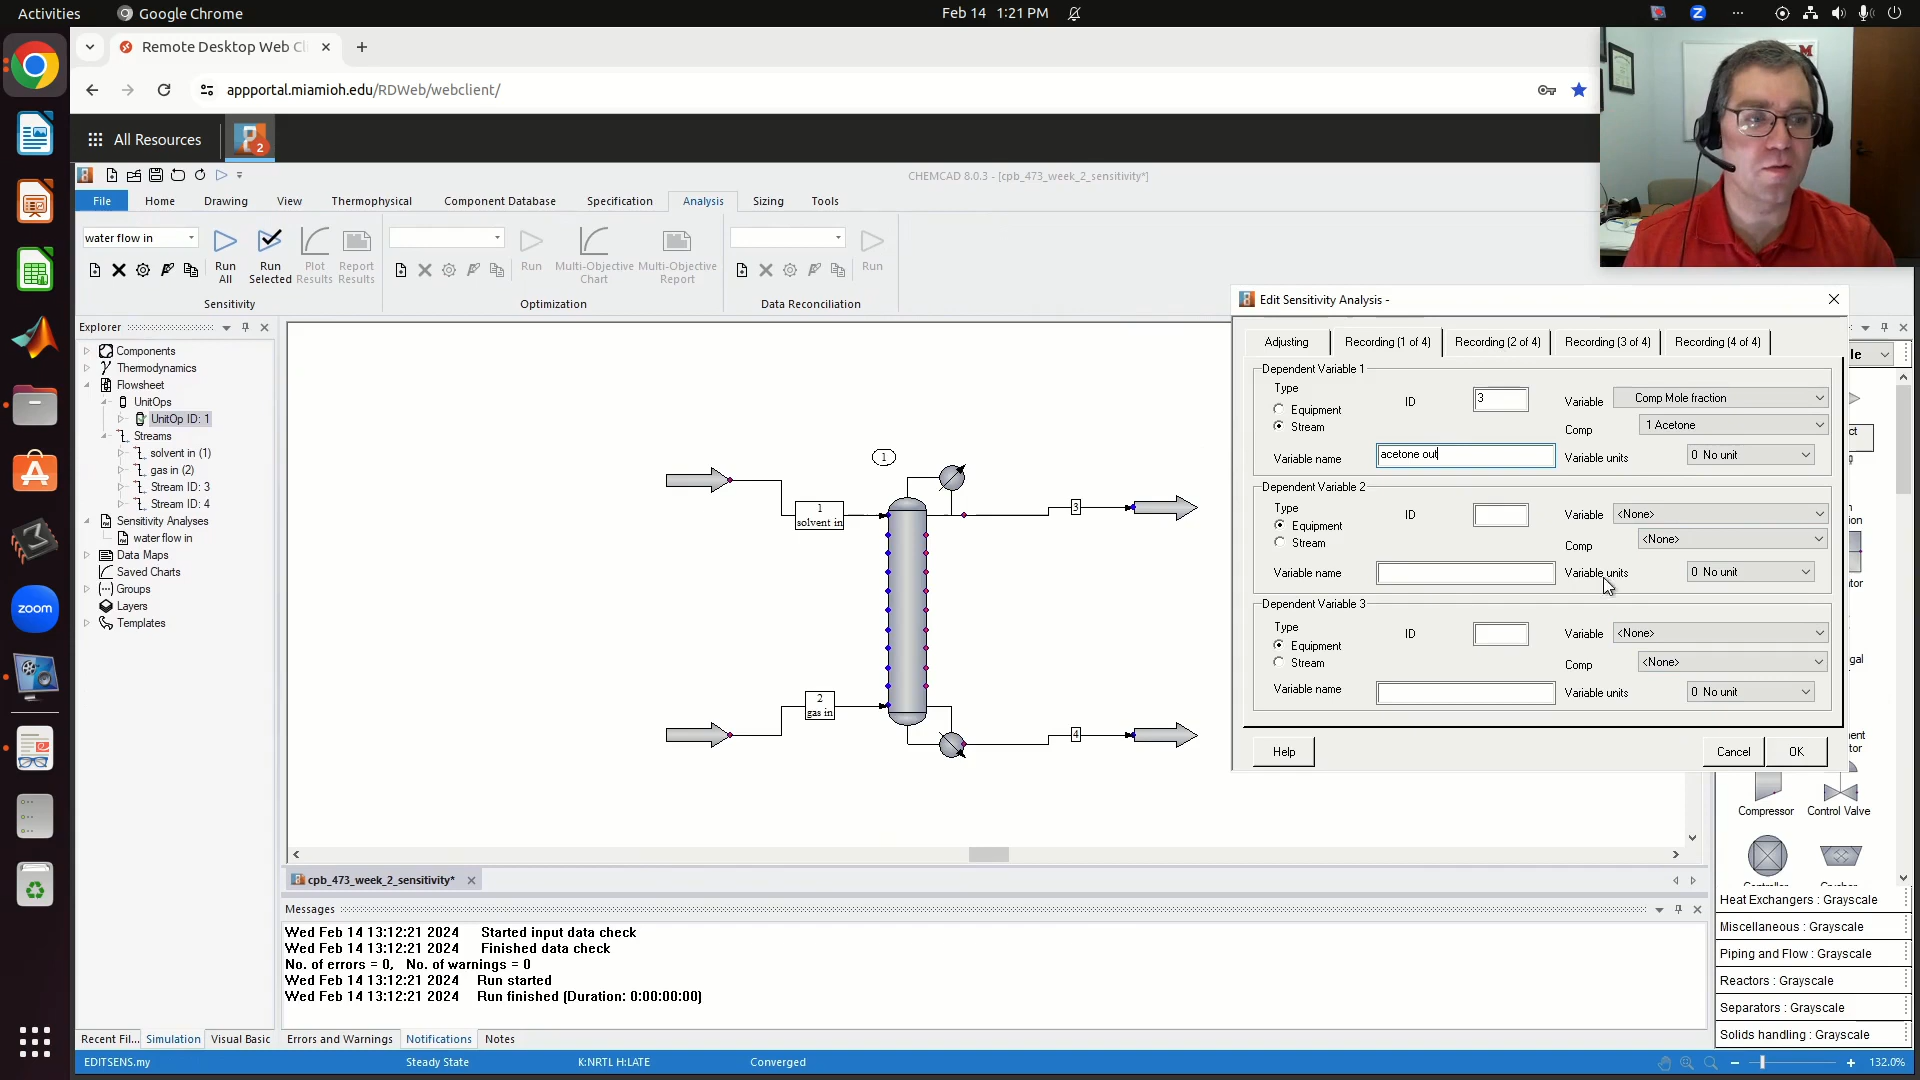 Activities
Google Chrome
Feb 14 1:21 PM
Remote Desktop Web Cl
appportal.miamioh.edu/RDWeb/webclient/
All Resources
2
CHEMCAD 8.0.3 - [cpb_473_week_2_sensitivity*]
File
Home
Drawing
View
Thermophysical
Component Database
Specification
Analysis
Sizing
Tools
water flow in
Run All
Run Selected
Plot Results
Report Results
Run
Multi-Objective Chart
Multi-Objective Report
Run
Sensitivity
Optimization
Data Reconciliation
Explorer
Components
Thermodynamics
Flowsheet
UnitOps
UnitOp ID: 1
Streams
solvent in (1)
gas in (2)
Stream ID: 3
Stream ID: 4
Sensitivity Analyses
water flow in
Data Maps
Saved Charts
Groups
Layers
Templates
zoom
1
1
solvent in
3
2
gas in
4
Edit Sensitivity Analysis -
Adjusting
Recording (1 of 4)
Recording (2 of 4)
Recording (3 of 4)
Recording (4 of 4)
Dependent Variable 1
Type
Equipment
Stream
ID
3
Variable
Comp Mole fraction
Comp
1 Acetone
Variable name
acetone out
Variable units
0 No unit
Dependent Variable 2
Type
Equipment
Stream
ID
Variable
<None>
Comp
<None>
Variable name
Variable units
0 No unit
Dependent Variable 3
Type
Equipment
Stream
ID
Variable
<None>
Comp
<None>
Variable name
Variable units
0 No unit
Help
Cancel
OK
Compressor
Control Valve
Heat Exchangers : Grayscale
Miscellaneous : Grayscale
Piping and Flow : Grayscale
Reactors : Grayscale
Separators : Grayscale
Solids handling : Grayscale
cpb_473_week_2_sensitivity*
Messages
Wed Feb 14 13:12:21 2024 Started input data check
Wed Feb 14 13:12:21 2024 Finished data check
No. of errors = 0, No. of warnings = 0
Wed Feb 14 13:12:21 2024 Run started
Wed Feb 14 13:12:21 2024 Run finished (Duration: 0:00:00:00)
Recent Fil...
Simulation
Visual Basic
Errors and Warnings
Notifications
Notes
EDITSENS.my
Steady State
K:NRTL H:LATE
Converged
132.0%